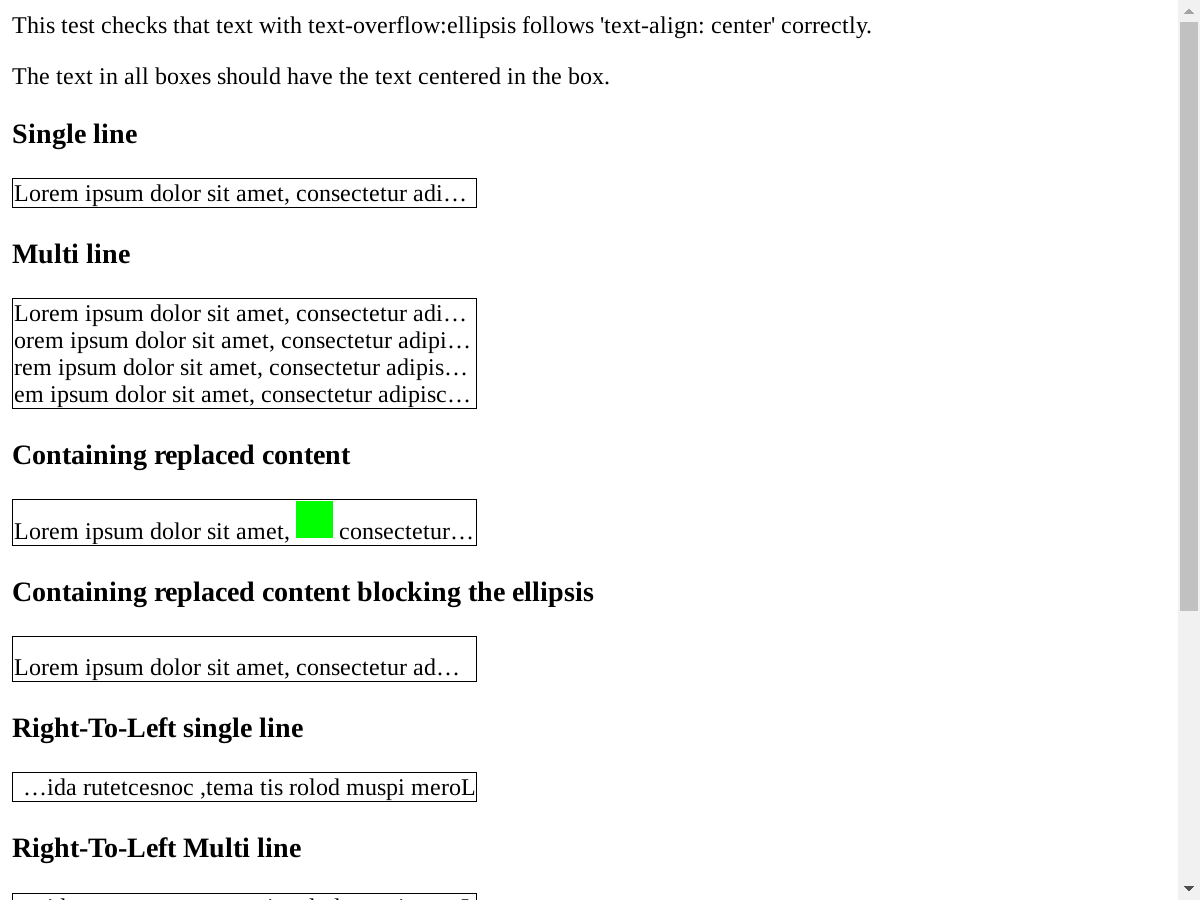 This test checks that text with text-overflow:ellipsis follows 'text-align: center' correctly.
The text in all boxes should have the text centered in the box.
Single line
Lorem ipsum dolor sit amet, consectetur adi…
Multi line
Lorem ipsum dolor sit amet, consectetur adi…
orem ipsum dolor sit amet, consectetur adipi…
rem ipsum dolor sit amet, consectetur adipis…
em ipsum dolor sit amet, consectetur adipisc…
Containing replaced content
Lorem ipsum dolor sit amet, consectetur…
Containing replaced content blocking the ellipsis
Lorem ipsum dolor sit amet, consectetur ad…
Right-To-Left single line
…ida rutetcesnoc ,tema tis rolod muspi meroL
Right-To-Left Multi line